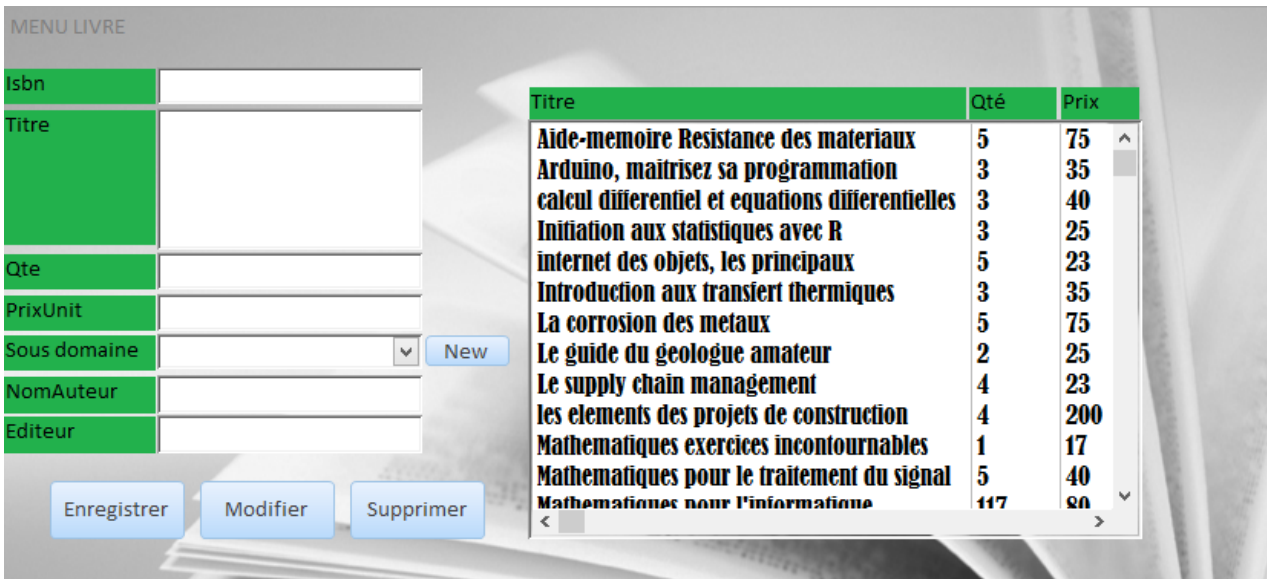 MENU LIVRE
Isbn
Titre
Qte
PrixUnit
Sous domaine New
NomAuteur
Editeur
Enregistrer Modifier Supprimer
Titre Qté Prix
Aide-memoire Resistance des materiaux 5 75
Arduino, maitrisez sa programmation 3 35
calcul differentiel et equations differentielles 3 40
Initiation aux statistiques avec R 3 25
internet des objets, les principaux 5 23
Introduction aux transfert thermiques 3 35
La corrosion des metaux 5 75
Le guide du geologue amateur 2 25
Le supply chain management 4 23
les elements des projets de construction 4 200
Mathematiques exercices incontournables 1 17
Mathematiques pour le traitement du signal 5 40
Mathematiques pour l'informatique 117 80